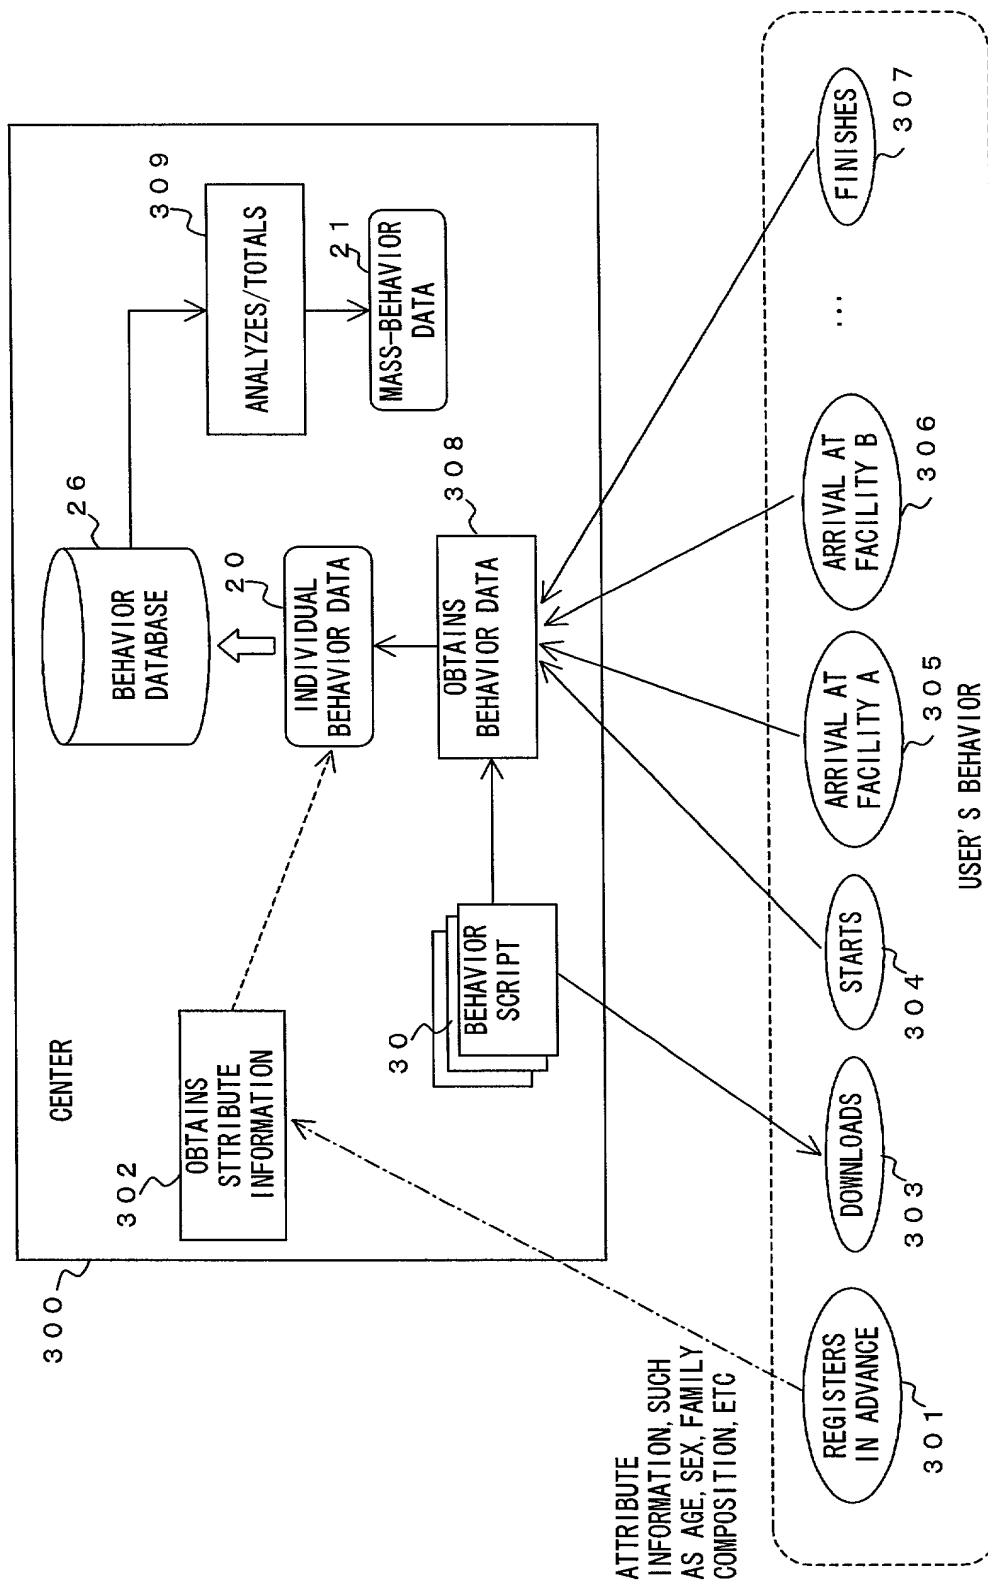 300
CENTER
302
OBTAINS
STTRIBUTE
INFORMATION
BEHAVIOR
DATABASE
26
309
ANALYZES/TOTALS
INDIVIDUAL
BEHAVIOR DATA
20
MASS-BEHAVIOR
DATA
21
30
BEHAVIOR
SCRIPT
OBTAINS
BEHAVIOR DATA
308
ATTRIBUTE
INFORMATION, SUCH
AS AGE, SEX, FAMILY
COMPOSITION, ETC
REGISTERS
IN ADVANCE
301
DOWNLOADS
303
STARTS
304
ARRIVAL AT
FACILITY A
305
ARRIVAL AT
FACILITY B
306
...
FINISHES
307
USER'S BEHAVIOR